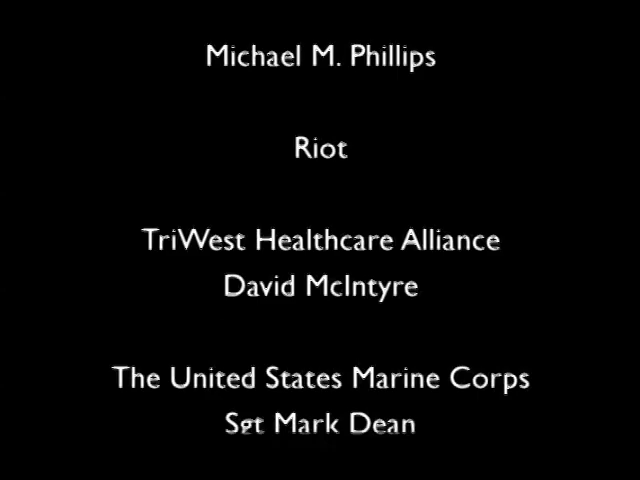 Michael M. Phillips
Riot
TriWest Healthcare Alliance
David McIntyre
The United States Marine Corps
Sgt Mark Dean